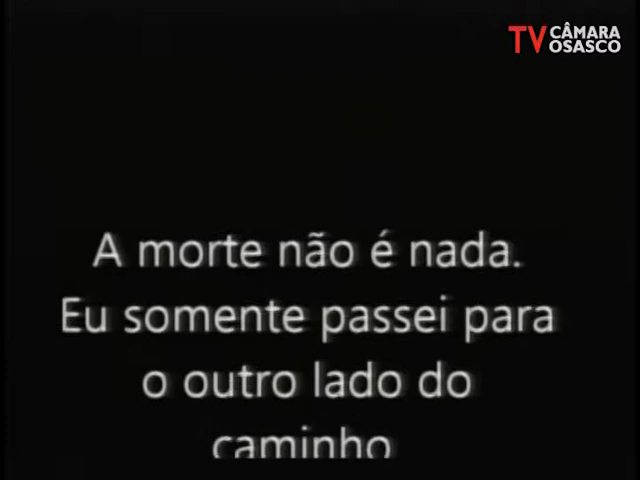 TV CÂMARA
OSASCO
A morte não é nada.
Eu somente passei para
o outro lado do
caminho